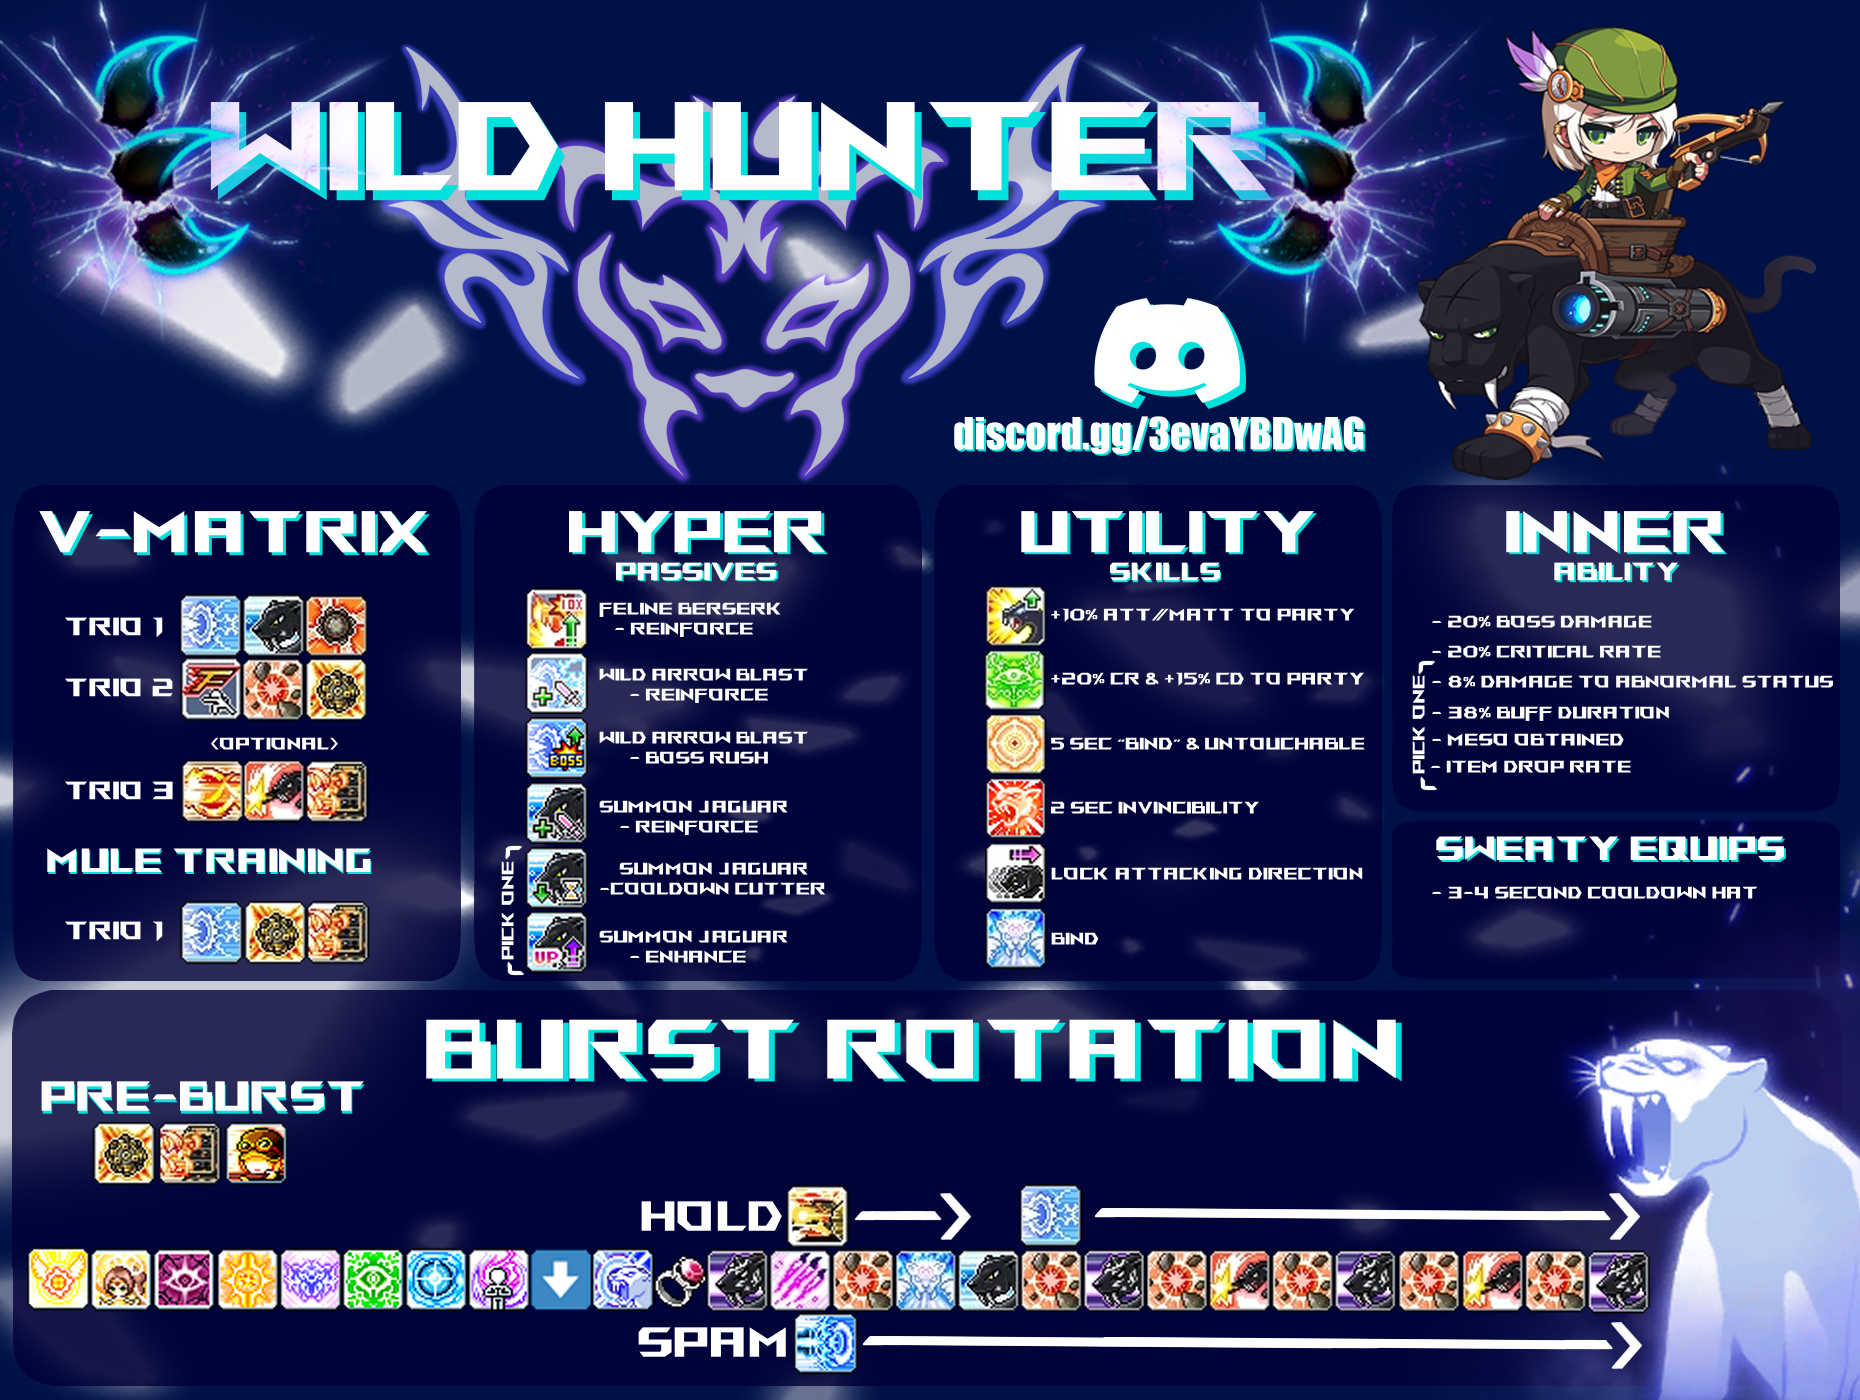 WILD HUNTER
discord.gg/3evaYBDwAG
V-MATRIX
TRIO 1
TRIO 2
<OPTIONAL>
TRIO 3
MULE TRAINING
TRIO 1
HYPER
PASSIVES
10X
FELINE BERSERK
- REINFORCE
WILD ARROW BLAST
- REINFORCE
WILD ARROW BLAST
- BOSS RUSH
BOSS
SUMMON JAGUAR
- REINFORCE
PICK ONE
SUMMON JAGUAR
-COOLDOWN CUTTER
SUMMON JAGUAR
- ENHANCE
UP
UTILITY
SKILLS
+10% ATT//MATT TO PARTY
+20% CR & +15% CD TO PARTY
5 SEC "BIND" & UNTOUCHABLE
2 SEC INVINCIBILITY
LOCK ATTACKING DIRECTION
BIND
INNER
ABILITY
- 20% BOSS DAMAGE
- 20% CRITICAL RATE
PICK ONE
- 8% DAMAGE TO ABNORMAL STATUS
- 38% BUFF DURATION
- MESO OBTAINED
- ITEM DROP RATE
SWEATY EQUIPS
- 3-4 SECOND COOLDOWN HAT
BURST ROTATION
PRE-BURST
HOLD
SPAM